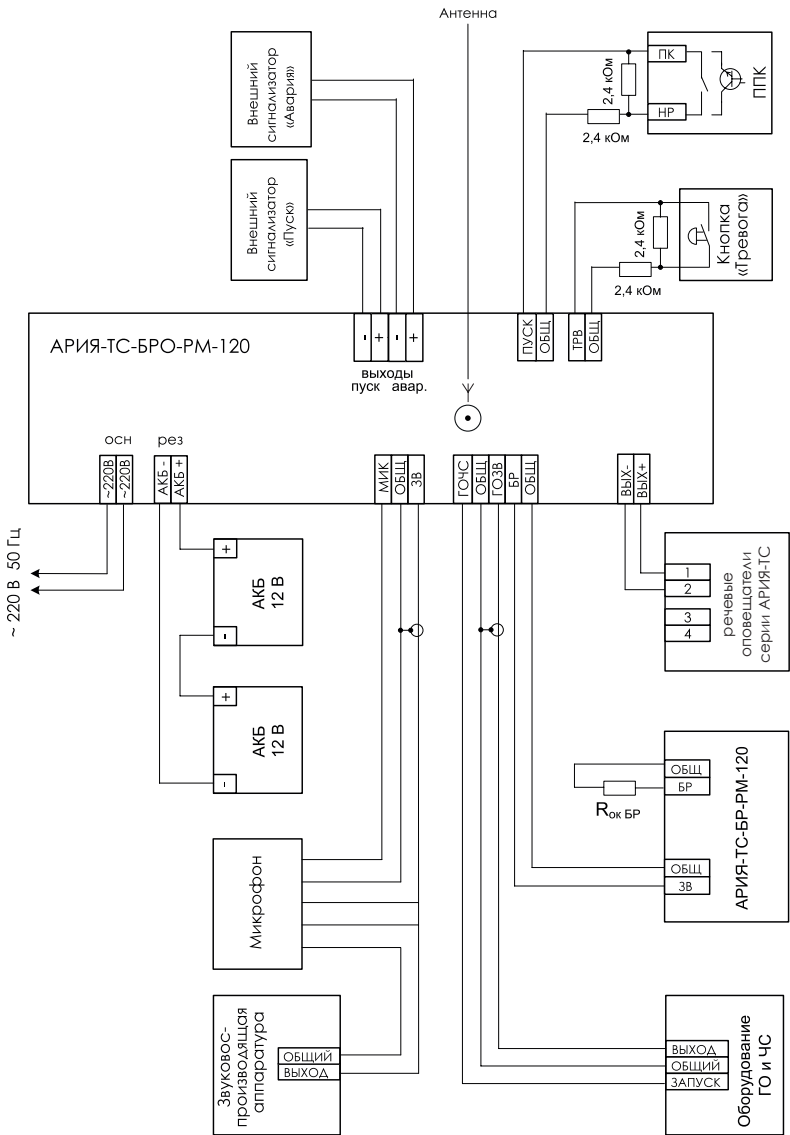 Антенна
Внешний
сигнализатор
«Авария»
Внешний
сигнализатор
«Пуск»
ПК
НР
ППК
2,4 кОм
2,4 кОм
Кнопка
«Тревога»
2,4 кОм
2,4 кОм
АРИЯ-ТС-БРО-РМ-120
-
+
-
+
выходы
пуск авар.
ПУСК
ОБЩ
ТРВ
ОБЩ
осн
рез
~220В
~220В
АКБ -
АКБ +
МИК
ОБЩ
ЗВ
ГОЧС
ОБЩ
ГОЗВ
БР
ОБЩ
ВЫХ-
ВЫХ+
~ 220 В 50 Гц
+
-
АКБ
12 В
+
-
АКБ
12 В
1
2
3
4
речевые
оповещатели
серии АРИЯ-ТС
ОБЩ
БР
Rок БР
ОБЩ
ЗВ
АРИЯ-ТС-БР-РМ-120
Микрофон
Звуковос-
производящая
аппаратура
ОБЩИЙ
ВЫХОД
ВЫХОД
ОБЩИЙ
ЗАПУСК
Оборудование
ГО и ЧС